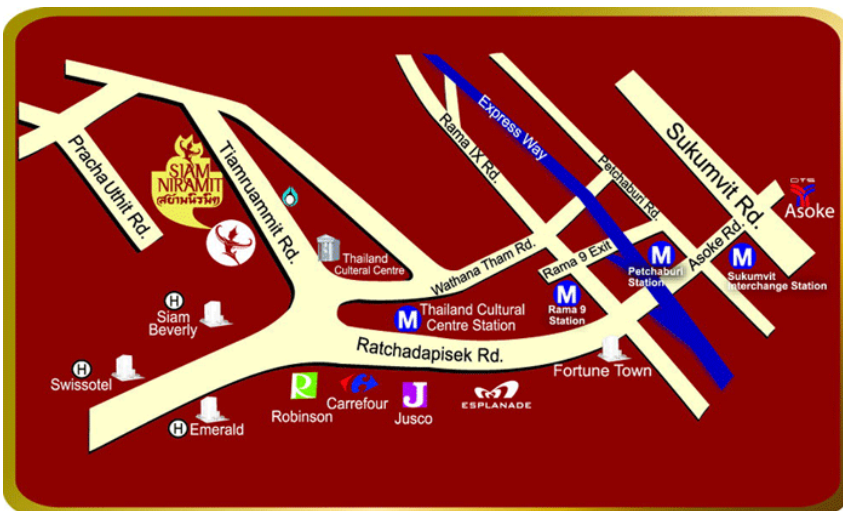 Pracha Uthit Rd.
SIAM
NIRAMIT
(สยามนิรมิต)
Tiamruammit Rd.
Thailand
Culteral Centre
Rama IX Rd.
Express Way
Petchaburi Rd.
Sukumvit Rd.
BTS
Asoke
Wathana Tham Rd.
Rama 9 Exit
Asoke Rd.
M
Petchaburi
Station
M
Sukumvit
Interchange Station
M
Rama 9
Station
M
Thailand Cultural
Centre Station
H
Siam
Beverly
Ratchadapisek Rd.
Fortune Town
H
Swissotel
H
Emerald
R
Robinson
Carrefour
J
Jusco
ESPLANADE